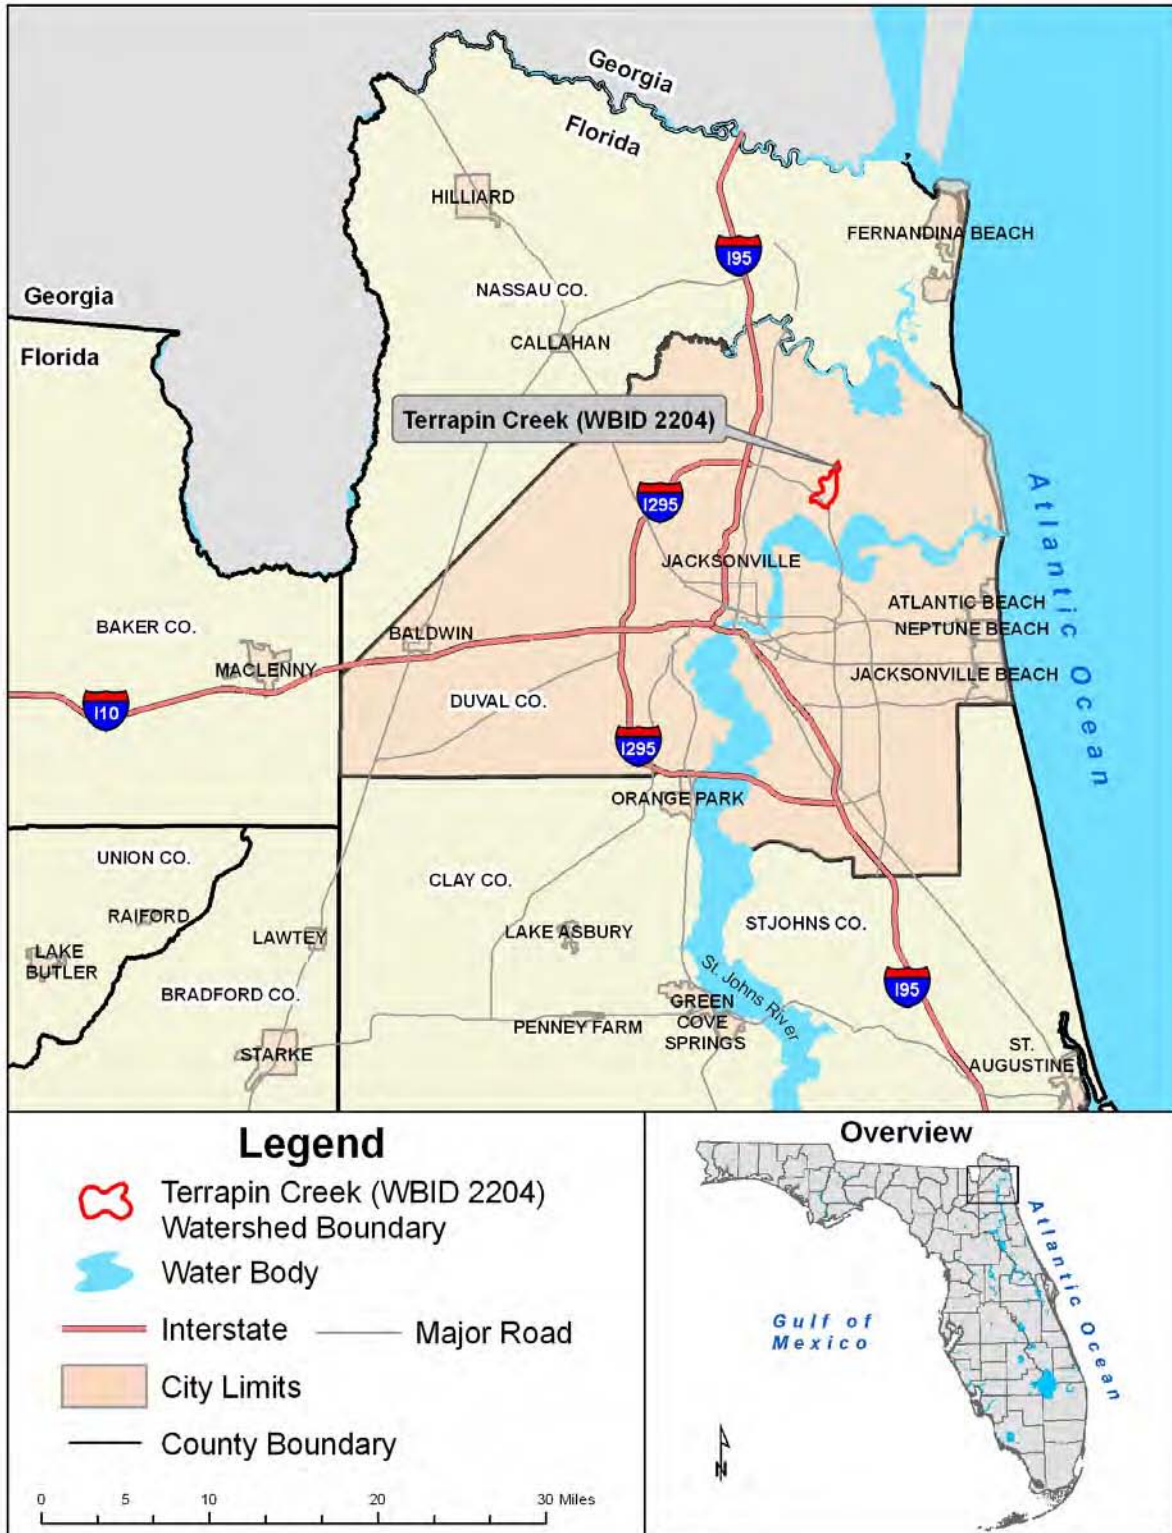 Georgia
Florida
HILLIARD
FERNANDINA BEACH
I95
NASSAU CO.
Georgia
Florida
CALLAHAN
Terrapin Creek (WBID 2204)
I295
Atlantic Ocean
JACKSONVILLE
ATLANTIC BEACH
BAKER CO.
BALDWIN
NEPTUNE BEACH
MACLENNY
JACKSONVILLE BEACH
DUVAL CO.
I10
I295
ORANGE PARK
UNION CO.
CLAY CO.
RAIFORD
STJOHNS CO.
LAWTEY
LAKE ASBURY
LAKE
BUTLER
BRADFORD CO.
St. Johns River
I95
GREEN
COVE
SPRINGS
PENNEY FARM
STARKE
ST.
AUGUSTINE
Legend
Terrapin Creek (WBID 2204)
Watershed Boundary
Water Body
Interstate
Major Road
City Limits
County Boundary
0 5 10 20 30 Miles
Overview
Atlantic Ocean
Gulf of
Mexico
N